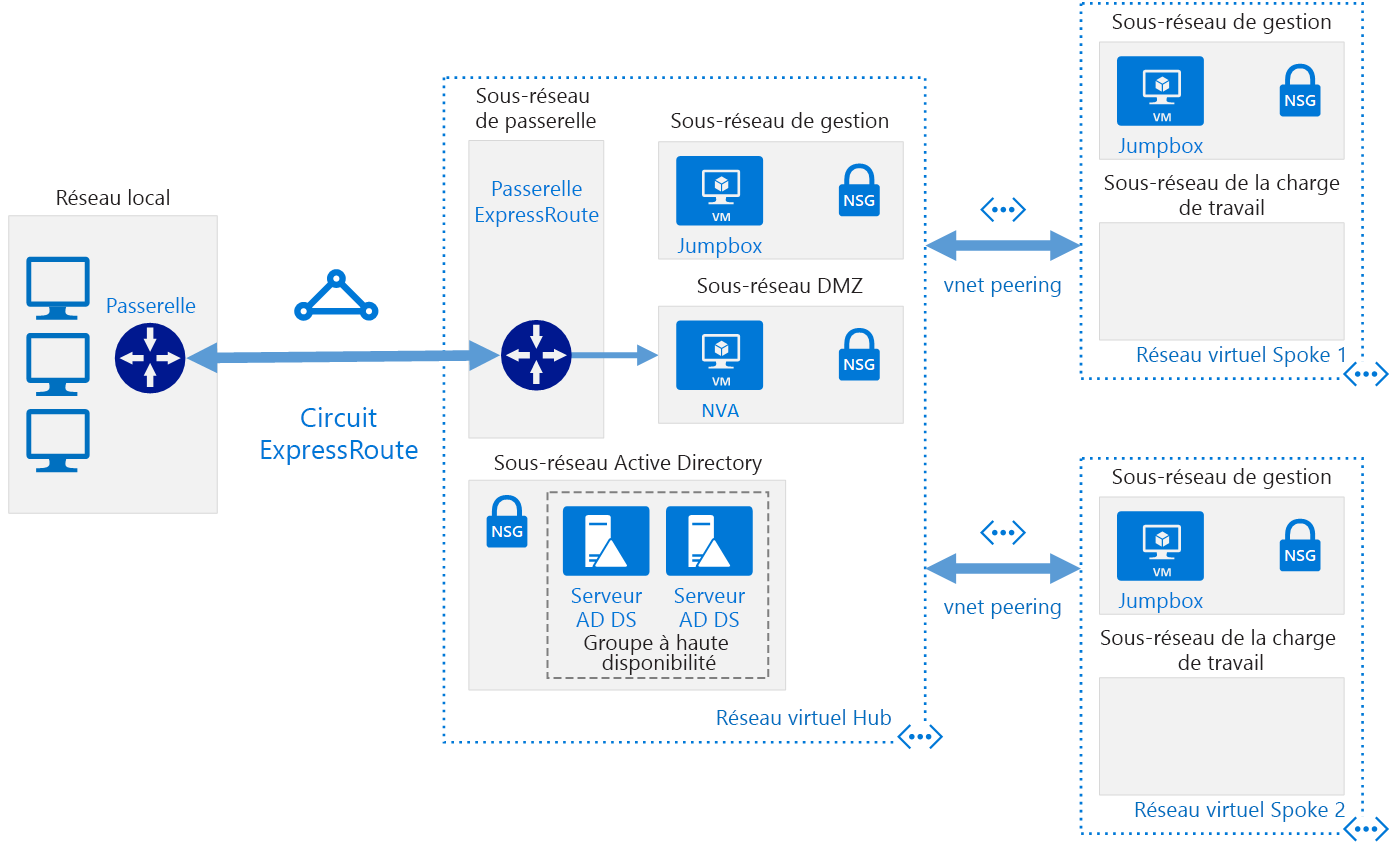 Réseau local
Passerelle
Circuit
ExpressRoute
Sous-réseau
de passerelle
Passerelle
ExpressRoute
Sous-réseau de gestion
VM
Jumpbox
NSG
Sous-réseau DMZ
VM
NVA
NSG
Sous-réseau Active Directory
NSG
Serveur
AD DS
Serveur
AD DS
Groupe à haute
disponibilité
Réseau virtuel Hub
vnet peering
vnet peering
Sous-réseau de gestion
VM
Jumpbox
NSG
Sous-réseau de la charge
de travail
Réseau virtuel Spoke 1
Sous-réseau de gestion
VM
Jumpbox
NSG
Sous-réseau de la charge
de travail
Réseau virtuel Spoke 2